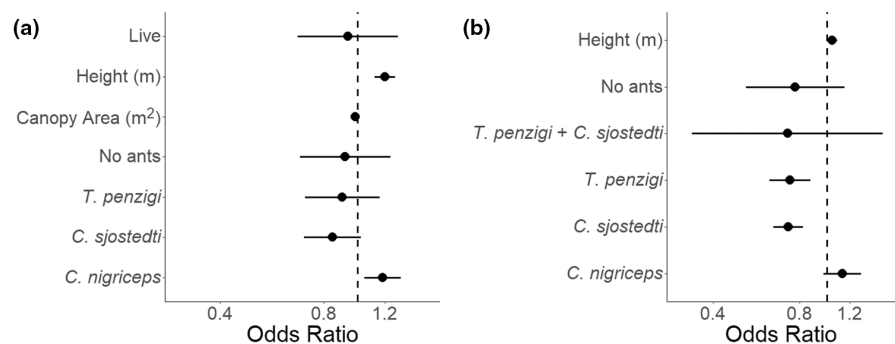 (a)
Live
Height (m)
Canopy Area (m2)
No ants
T. penzigi
C. sjostedti
C. nigriceps
0.4 0.8 1.2
Odds Ratio
(b)
Height (m)
No ants
T. penzigi + C. sjostedti
T. penzigi
C. sjostedti
C. nigriceps
0.4 0.8 1.2
Odds Ratio